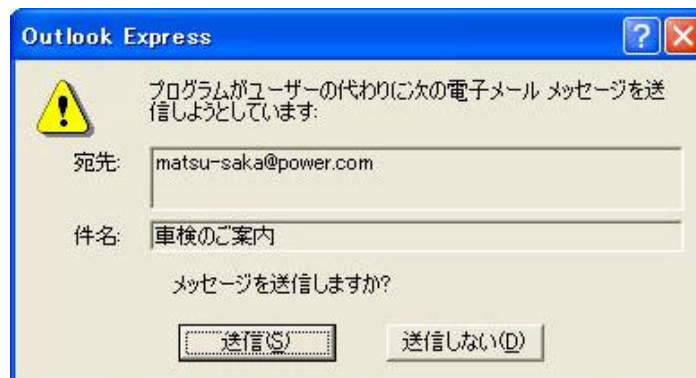 Outlook Express
プログラムがユーザーの代わりに次の電子メール メッセージを送
信しようとしています:
宛先: matsu-saka@power.com
件名: 車検のご案内
メッセージを送信しますか?
送信(S) 送信しない(D)